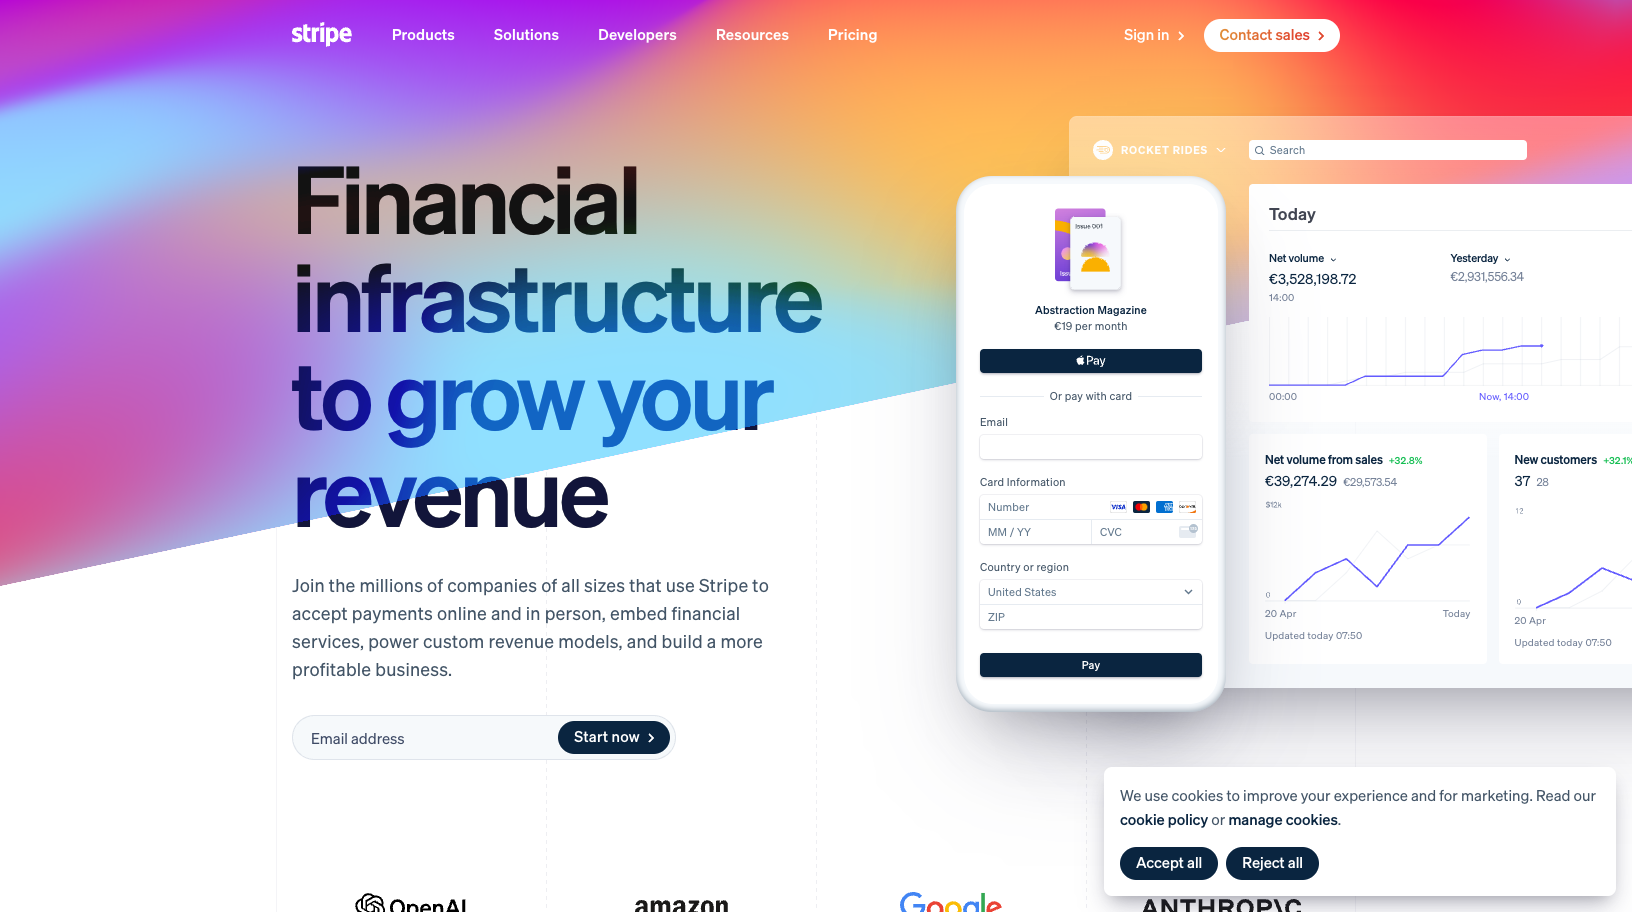 stripe
Products
Solutions
Developers
Resources
Pricing
Sign in
Contact sales
Financial
infrastructure
to grow your
revenue
Join the millions of companies of all sizes that use Stripe to
accept payments online and in person, embed financial
services, power custom revenue models, and build a more
profitable business.
Email address
Start now
Issue 001
Abstraction Magazine
€19 per month
Pay
Or pay with card
Email
Card Information
Number
VISA
MM / YY
CVC
Country or region
United States
ZIP
Pay
ROCKET RIDES
Search
Today
Net volume
€3,528,198.72
14:00
Yesterday
€2,931,556.34
00:00
Now, 14:00
Net volume from sales +32.8%
€39,274.29 €29,573.54
$12k
0
20 Apr
Today
Updated today 07:50
New customers +32.1%
37 28
12
0
20 Apr
Updated today 07:50
We use cookies to improve your experience and for marketing. Read our
cookie policy or manage cookies.
Accept all
Reject all
OpenAI
amazon
Google
ANTHROP\C